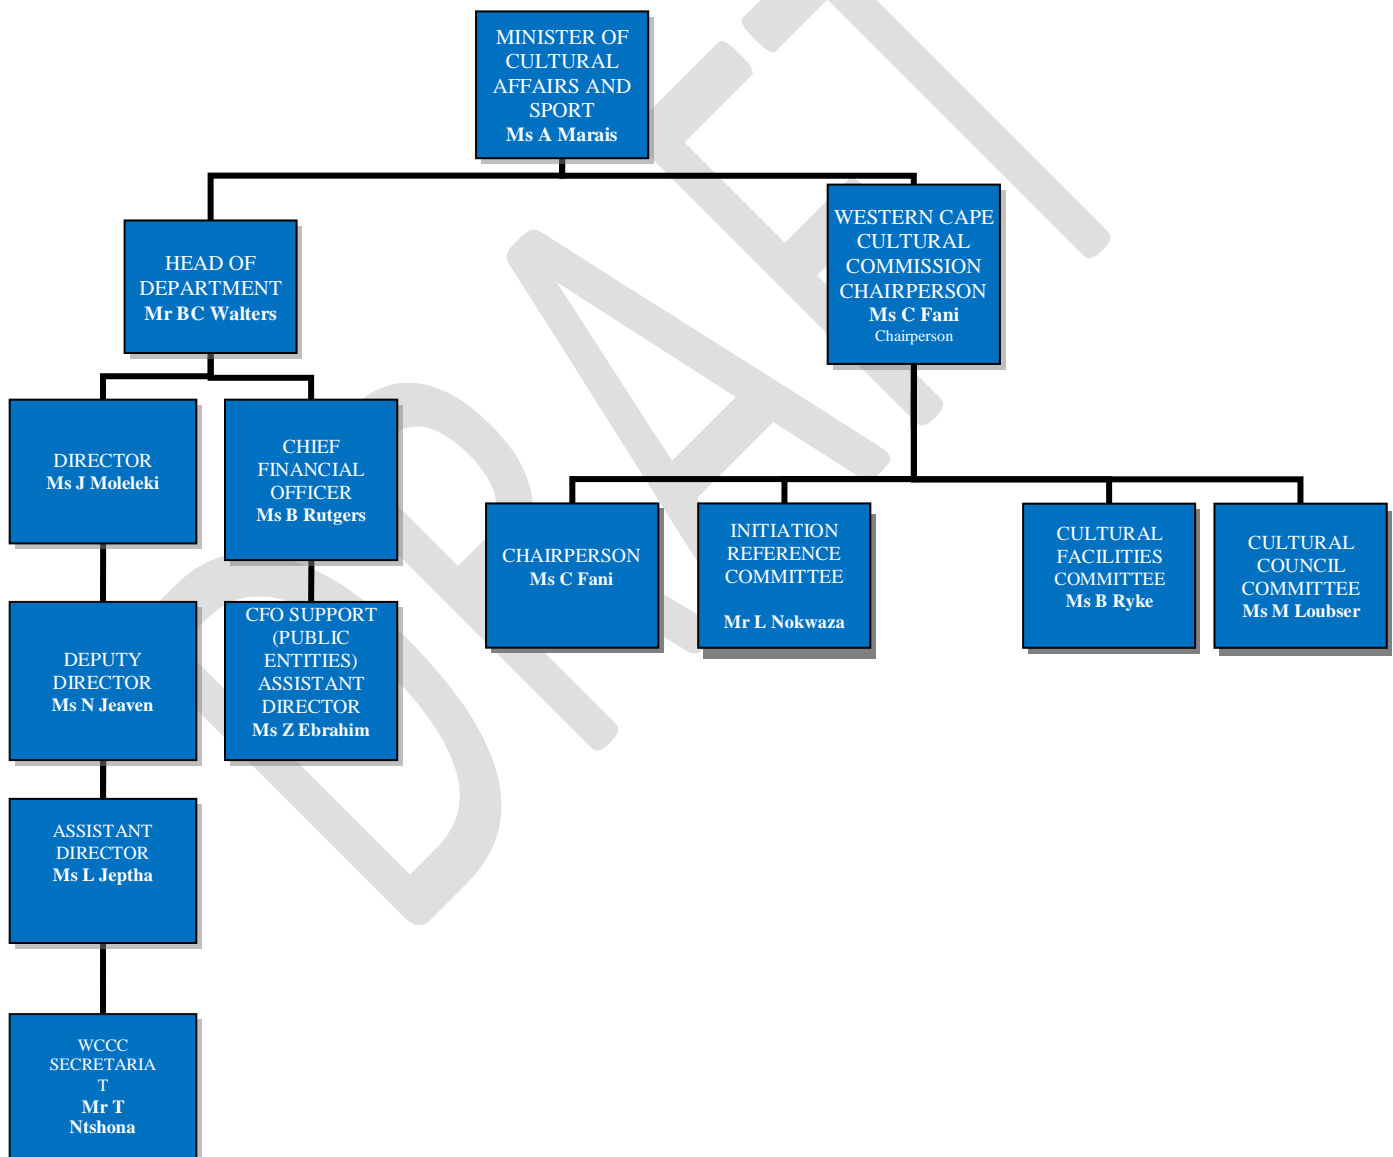 MINISTER OF
CULTURAL
AFFAIRS AND
SPORT
Ms A Marais
HEAD OF
DEPARTMENT
Mr BC Walters
WESTERN CAPE
CULTURAL
COMMISSION
CHAIRPERSON
Ms C Fani
Chairperson
DIRECTOR
Ms J Moleleki
CHIEF
FINANCIAL
OFFICER
Ms B Rutgers
CHAIRPERSON
Ms C Fani
INITIATION
REFERENCE
COMMITTEE
Mr L Nokwaza
CULTURAL
FACILITIES
COMMITTEE
Ms B Ryke
CULTURAL
COUNCIL
COMMITTEE
Ms M Loubser
DEPUTY
DIRECTOR
Ms N Jeaven
CFO SUPPORT
(PUBLIC
ENTITIES)
ASSISTANT
DIRECTOR
Ms Z Ebrahim
ASSISTANT
DIRECTOR
Ms L Jeptha
WCCC
SECRETARIA
T
Mr T
Ntshona
DRAFT